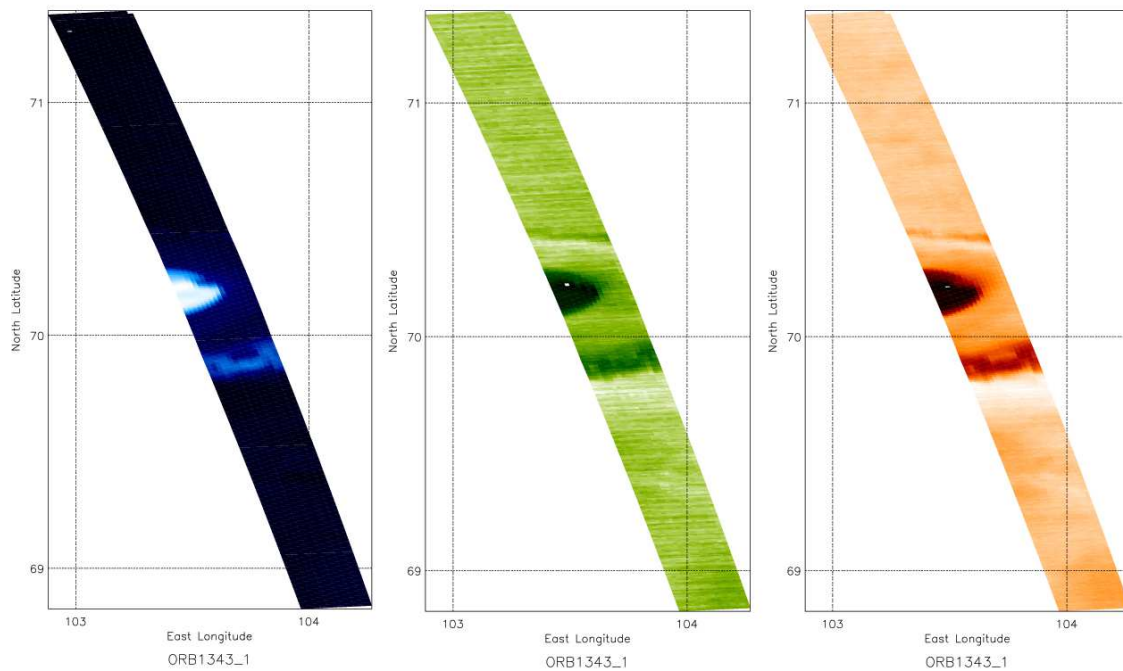 71
70
69
North Latitude
103 104
East Longitude
ORB1343_1
71
70
69
North Latitude
103 104
East Longitude
ORB1343_1
71
70
69
North Latitude
103 104
East Longitude
ORB1343_1